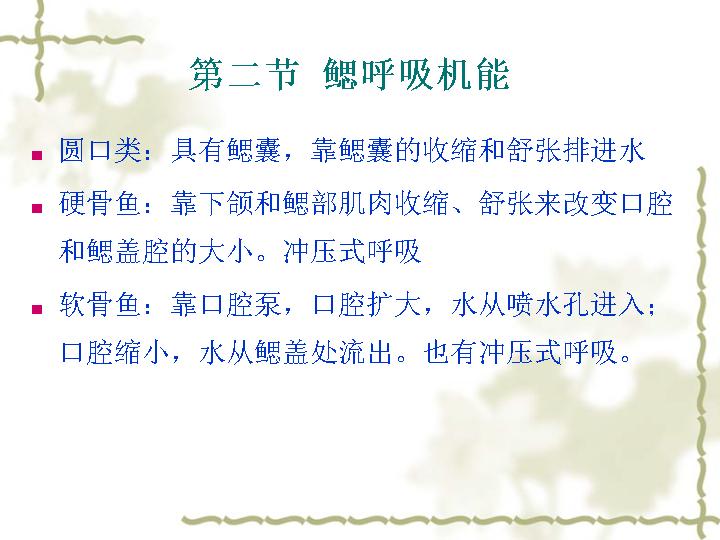 第二节 鳃呼吸机能
圆口类：具有鳃囊，靠鳃囊的收缩和舒张排进水
硬骨鱼：靠下颌和鳃部肌肉收缩、舒张来改变口腔
和鳃盖腔的大小。冲压式呼吸
软骨鱼：靠口腔泵，口腔扩大，水从喷水孔进入；
口腔缩小，水从鳃盖处流出。也有冲压式呼吸。